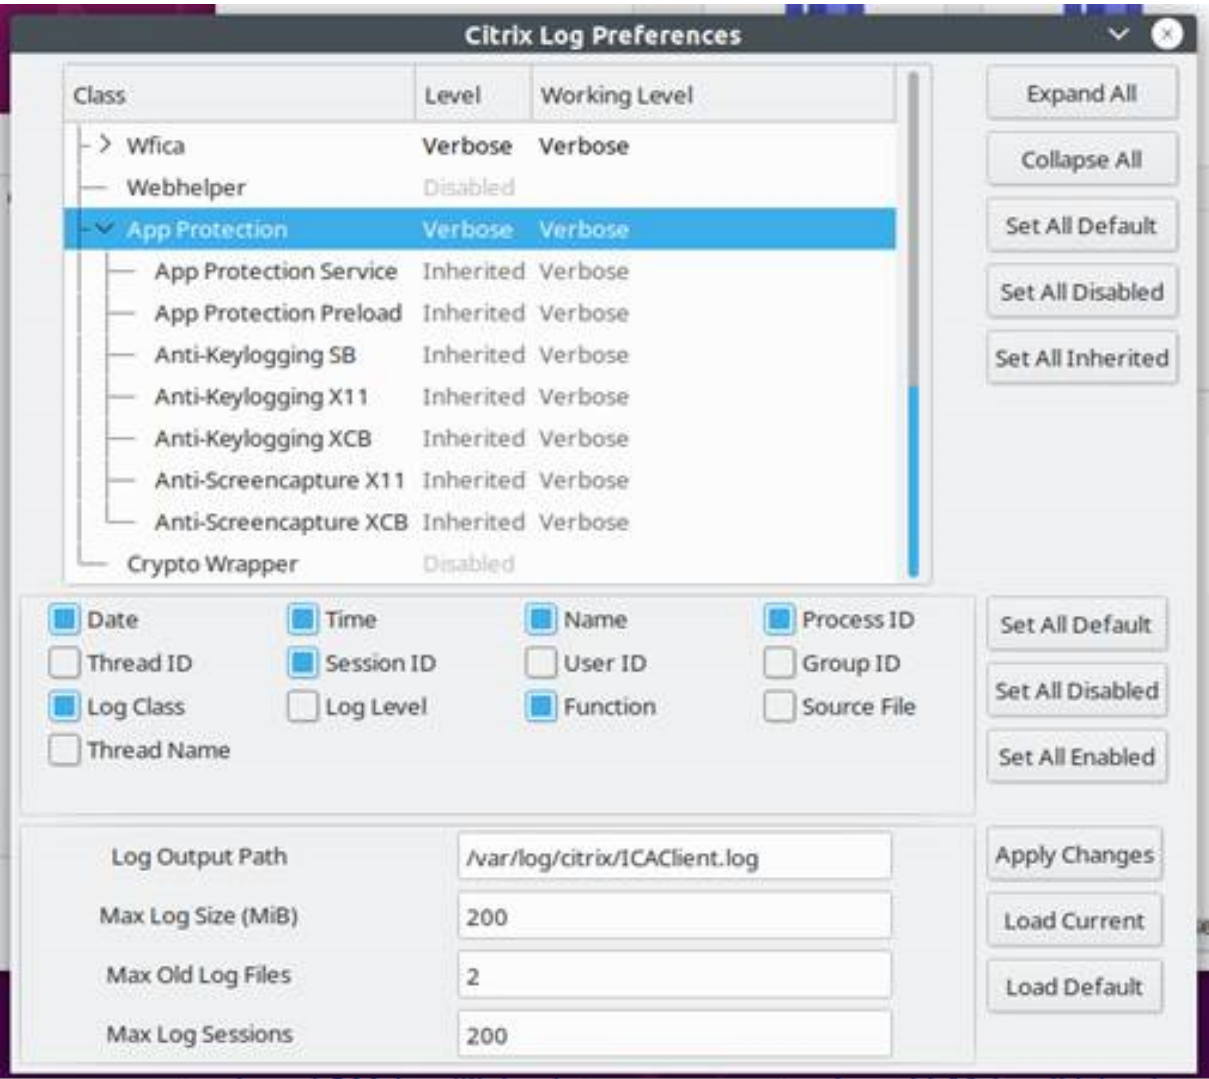 Citrix Log Preferences
Class Level Working Level
Expand All
Wfica Verbose Verbose
Collapse All
Webhelper Disabled
App Protection Verbose Verbose
Set All Default
App Protection Service Inherited Verbose
Set All Disabled
App Protection Preload Inherited Verbose
Anti-Keylogging SB Inherited Verbose
Set All Inherited
Anti-Keylogging X11 Inherited Verbose
Anti-Keylogging XCB Inherited Verbose
Anti-Screencapture X11 Inherited Verbose
Anti-Screencapture XCB Inherited Verbose
Crypto Wrapper Disabled
Date Time Name Process ID
Set All Default
Thread ID Session ID User ID Group ID
Set All Disabled
Log Class Log Level Function Source File
Thread Name
Set All Enabled
Log Output Path /var/log/citrix/ICAClient.log
Apply Changes
Max Log Size (MiB) 200
Load Current
Max Old Log Files 2
Load Default
Max Log Sessions 200